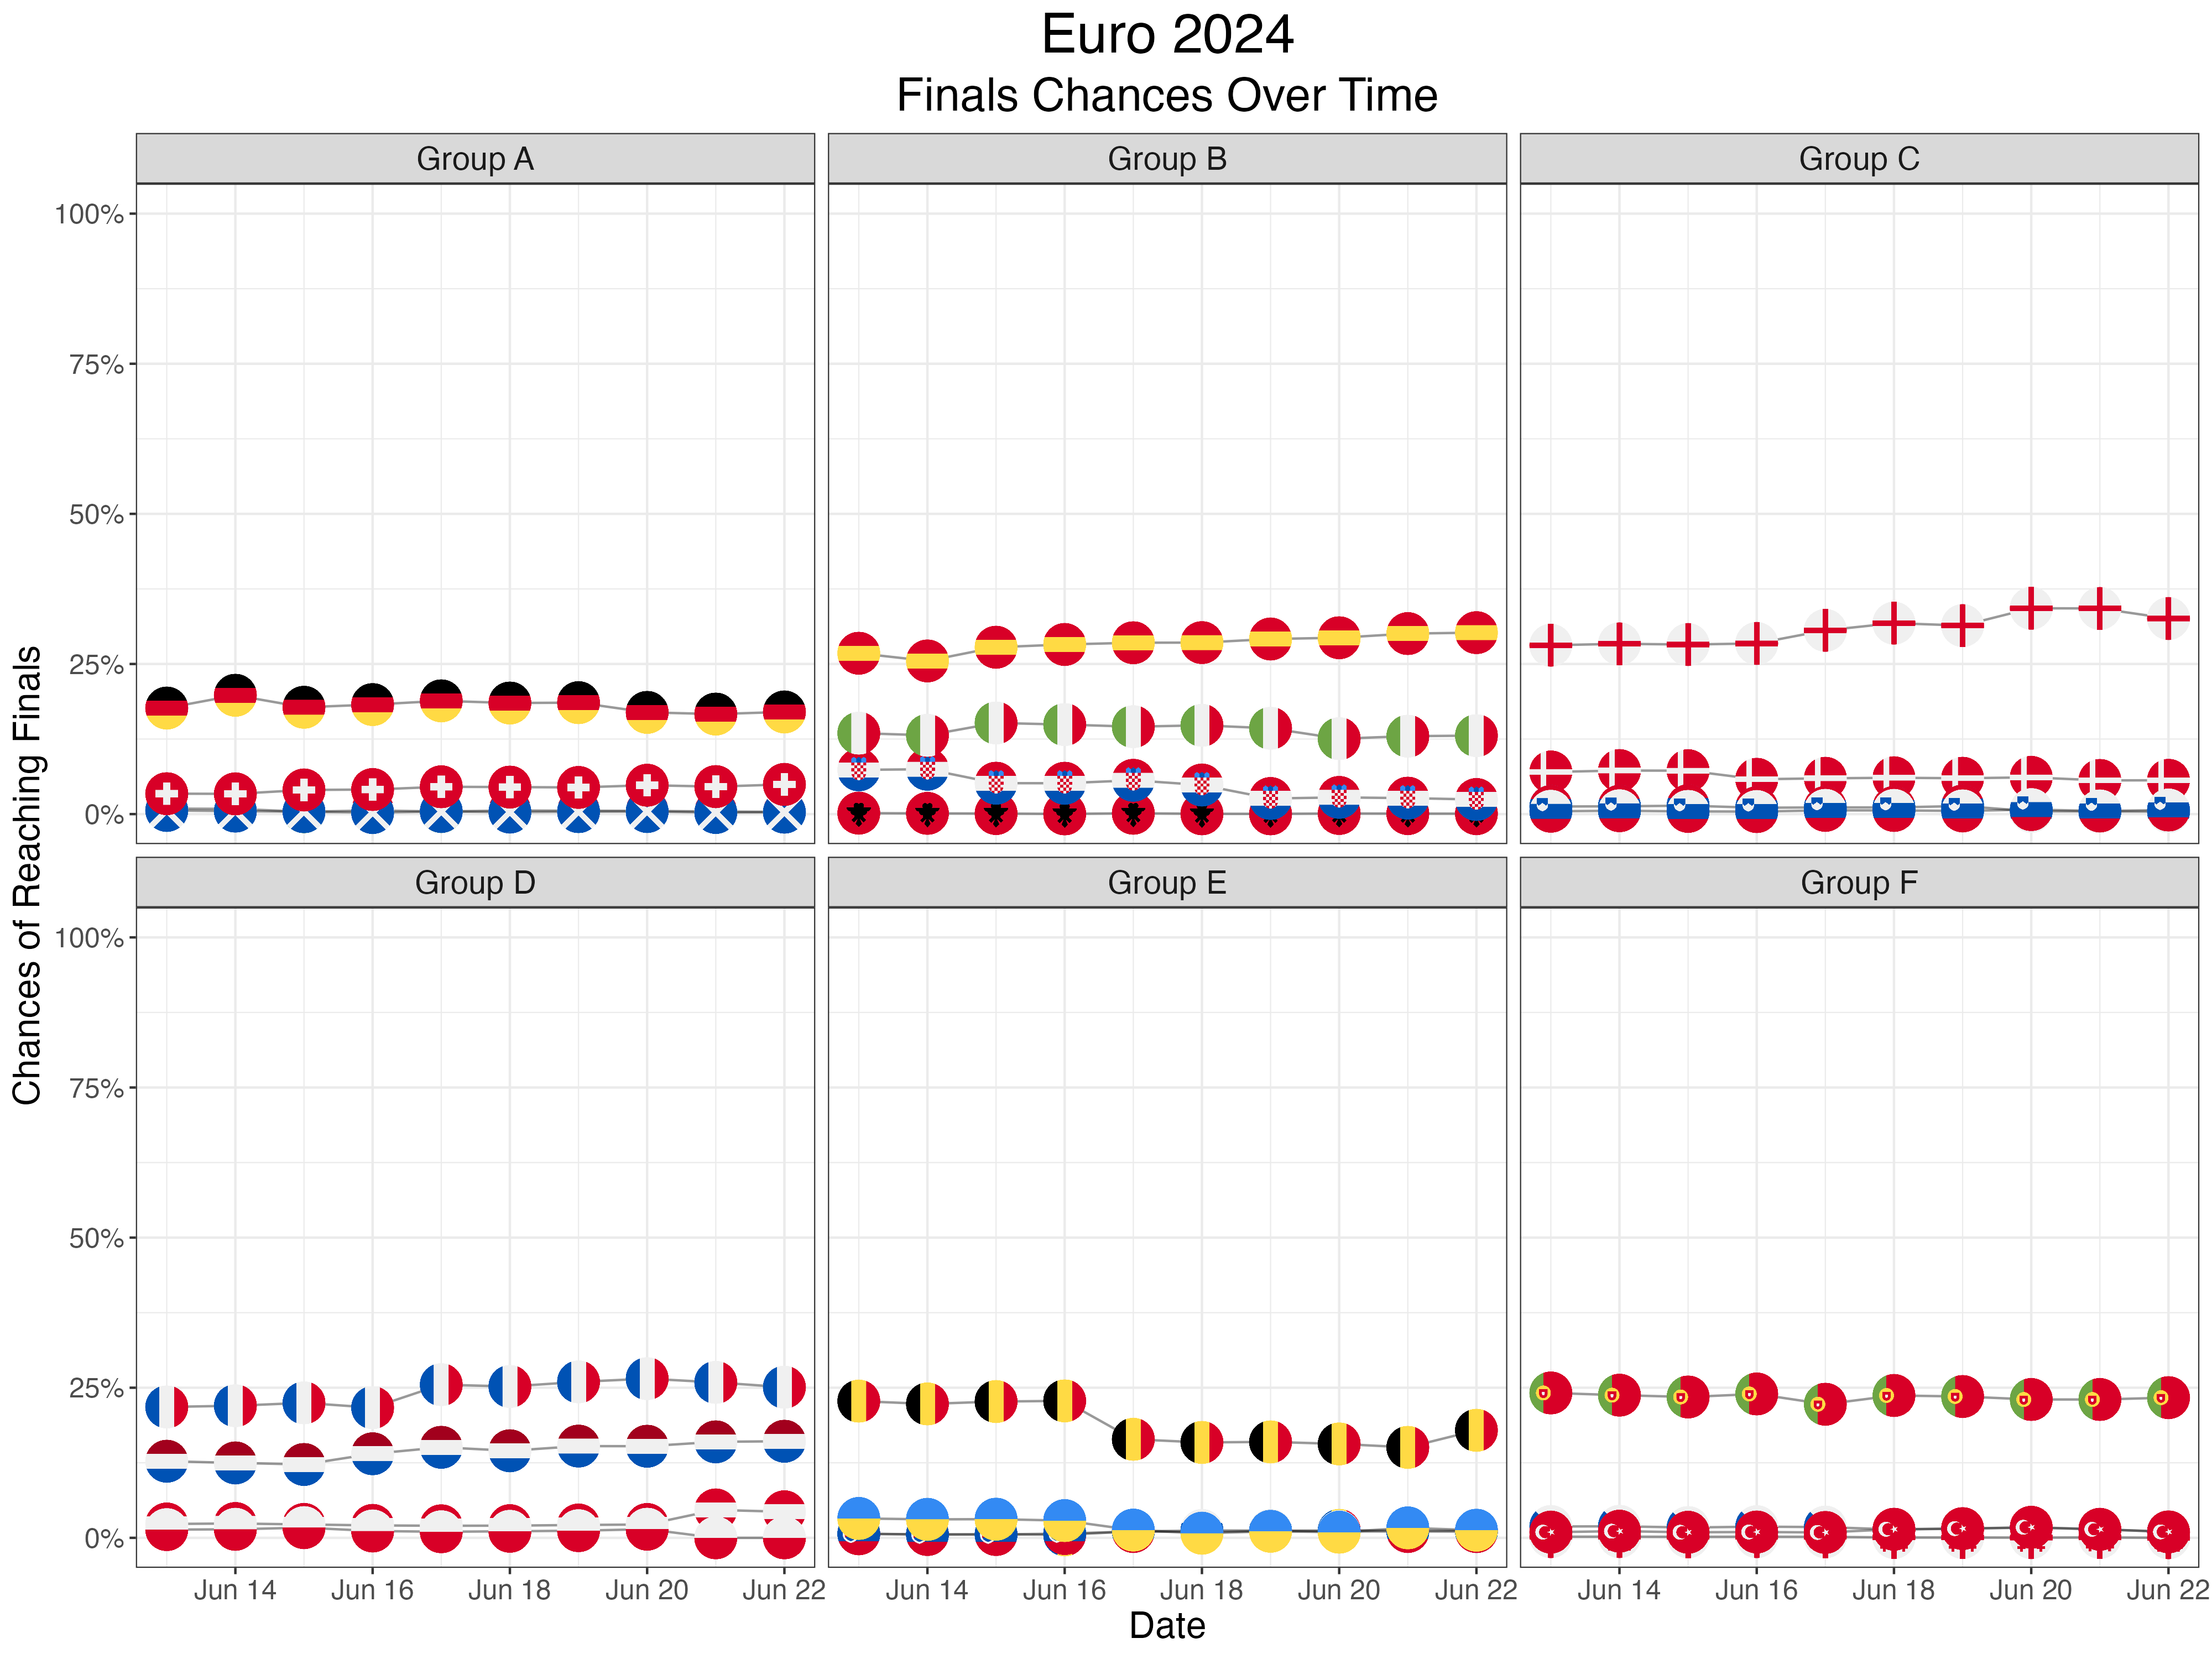 Euro 2024
Finals Chances Over Time
Group A
Group B
Group C
100%
75%
50%
25%
0%
Group D
Group E
Group F
100%
75%
50%
25%
0%
Chances of Reaching Finals
Jun 14 Jun 16 Jun 18 Jun 20 Jun 22
Jun 14 Jun 16 Jun 18 Jun 20 Jun 22
Jun 14 Jun 16 Jun 18 Jun 20 Jun 22
Date